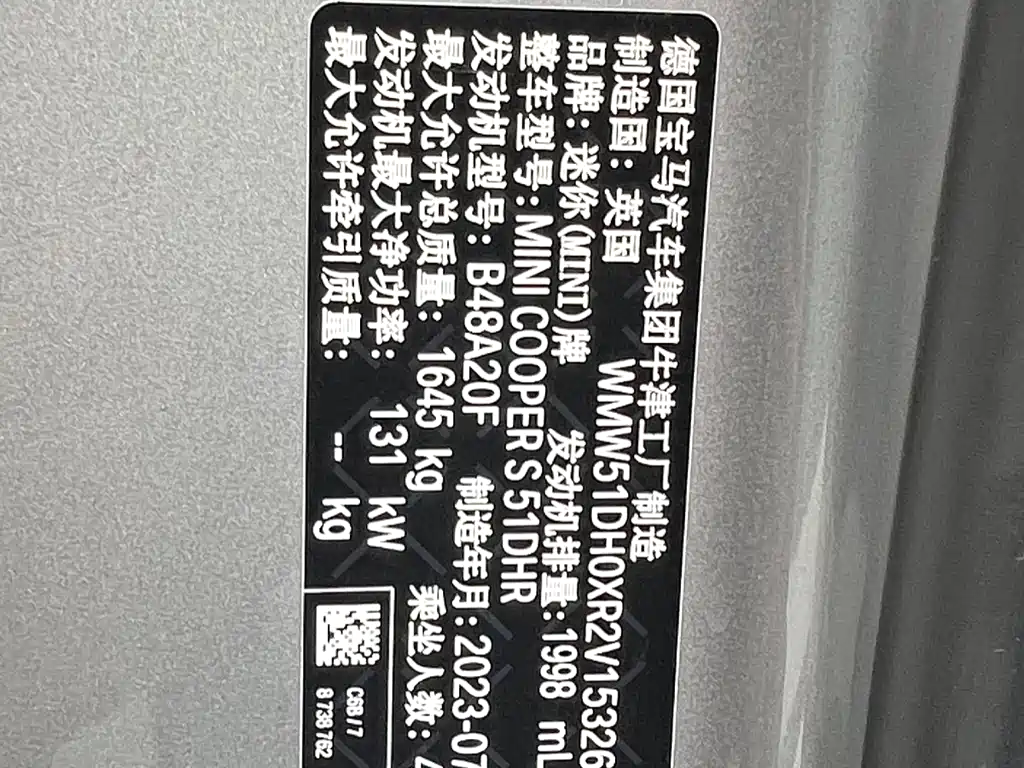 德国宝马汽车集团牛津工厂制造
制造国: 英国 WMW51DH0XR2V15326
品牌: 迷你(MINI)牌 发动机排量:1998 mL
整车型号:MINI COOPER S 51DHR
发动机型号: B48A20F 制造年月:2023-07
最大允许总质量: 1645 kg 乘坐人数:
发动机最大净功率: 131 kW
最大允许牵引质量: -- kg
C68/7
8 738 762